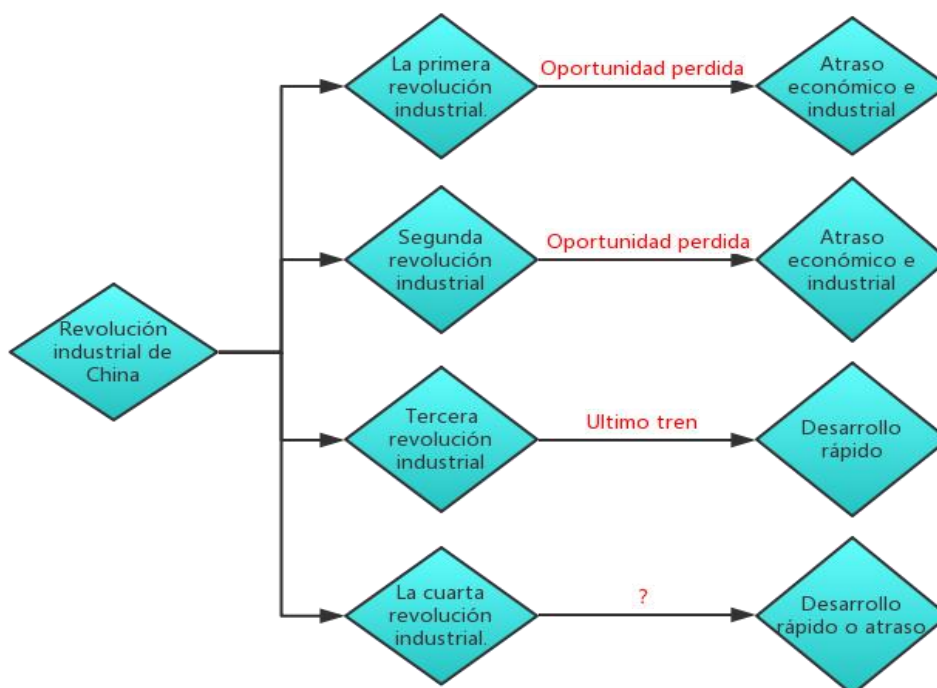 La primera
revolución
industrial.
Oportunidad perdida
Atraso
económico e
industrial
Segunda
revolución
industrial
Oportunidad perdida
Atraso
económico e
industrial
Revolución
industrial de
China
Tercera
revolución
industrial
Ultimo tren
Desarrollo
rápido
La cuarta
revolución
industrial.
?
Desarrollo
rápido o atraso